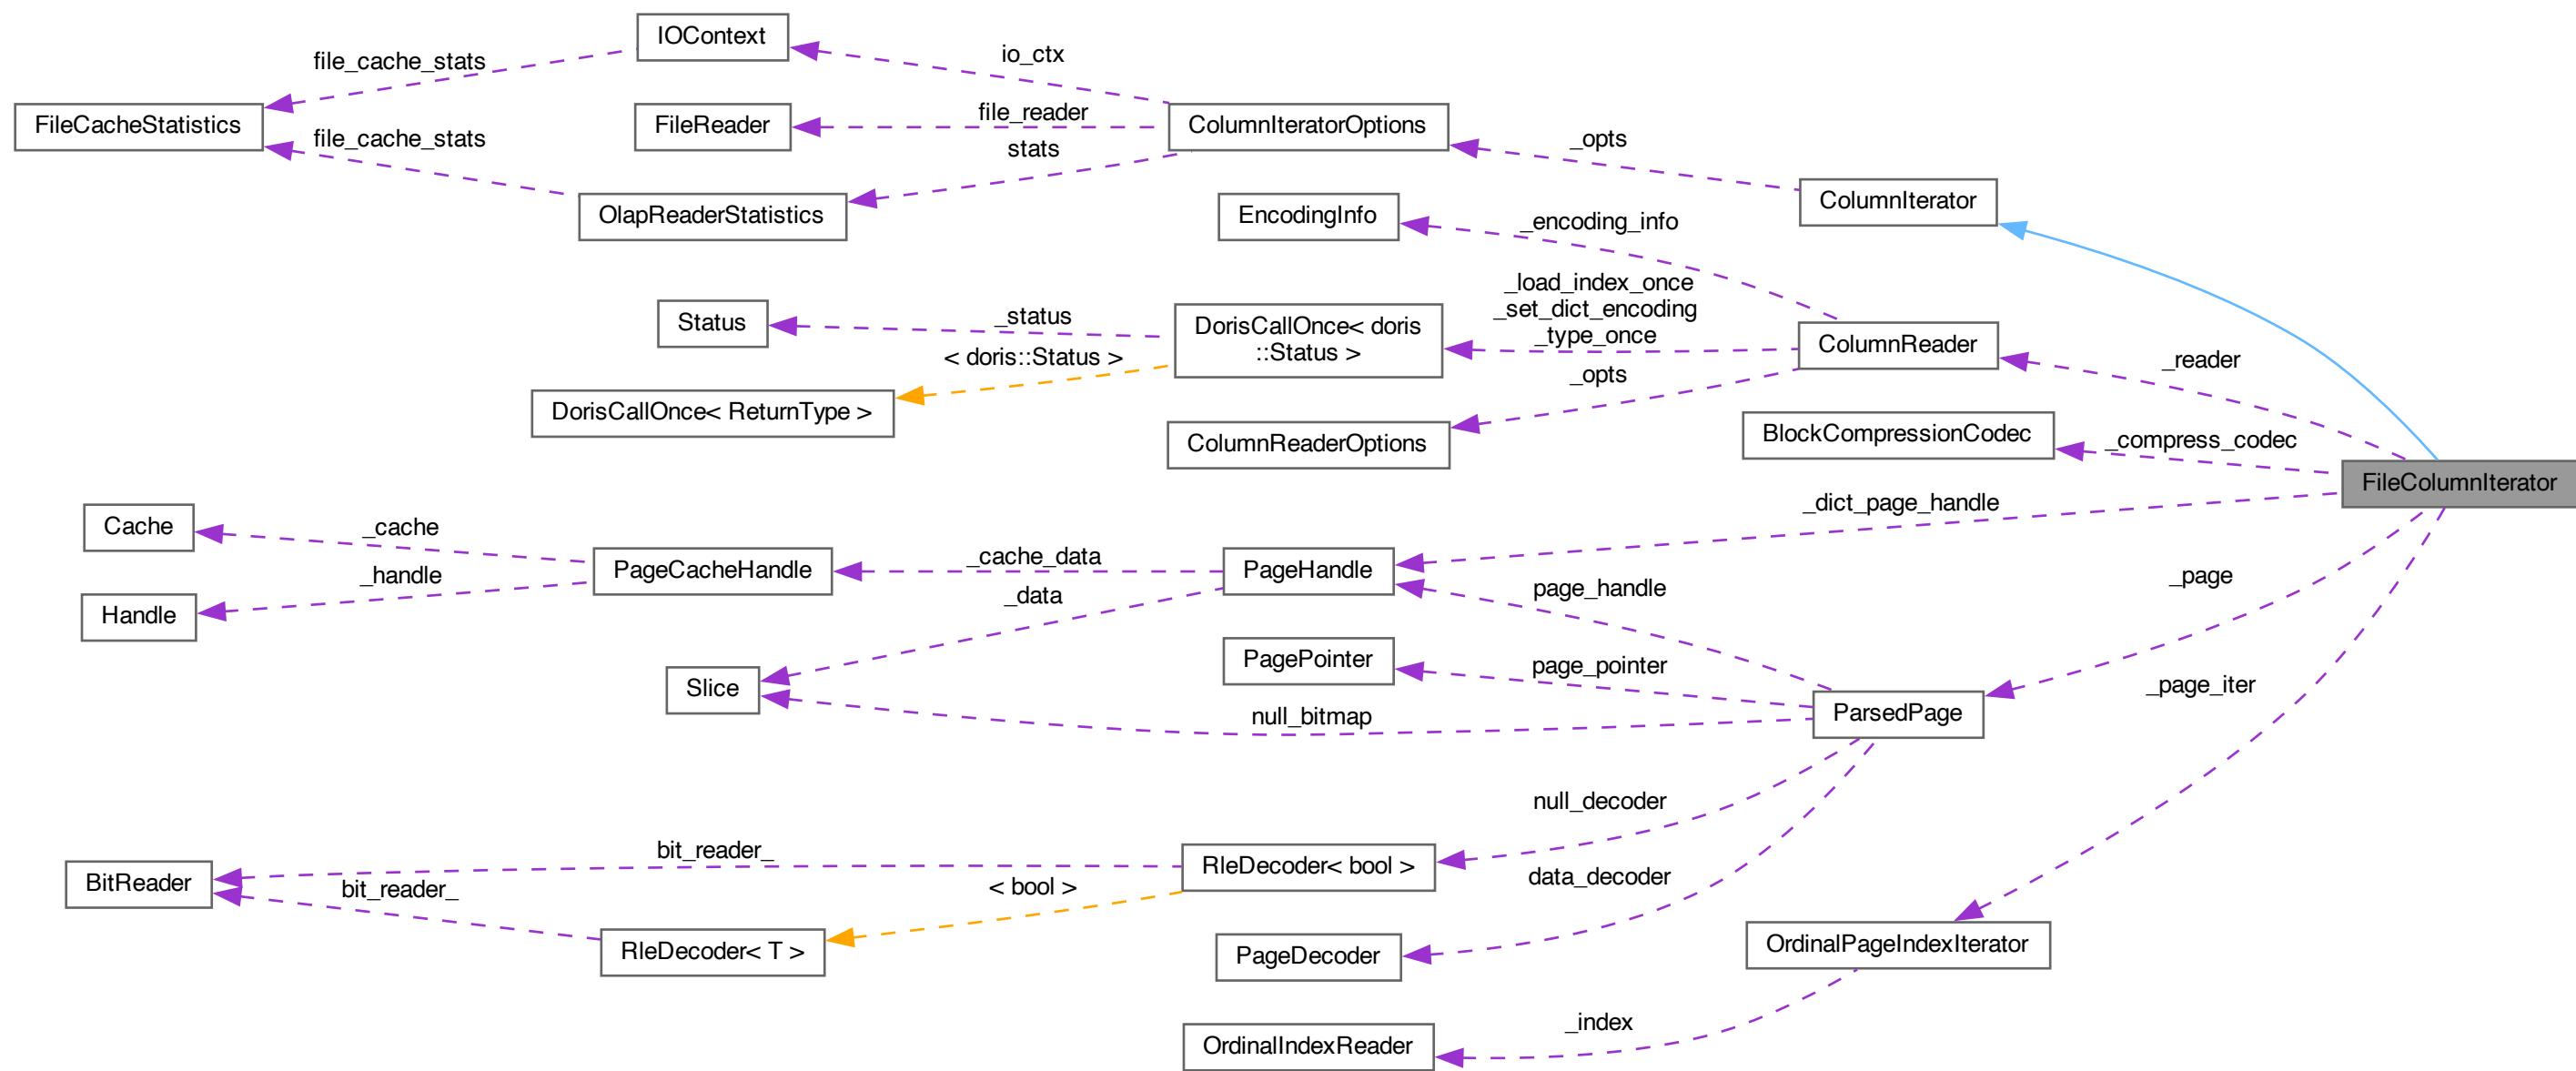 IOContext
file_cache_stats
io_ctx
FileCacheStatistics
FileReader
file_reader
ColumnIteratorOptions
file_cache_stats
stats
_opts
OlapReaderStatistics
EncodingInfo
ColumnIterator
_encoding_info
Status
_status
DorisCallOnce< doris
::Status >
_load_index_once
_set_dict_encoding
_type_once
ColumnReader
_reader
< doris::Status >
DorisCallOnce< ReturnType >
_opts
ColumnReaderOptions
BlockCompressionCodec
_compress_codec
FileColumnIterator
_dict_page_handle
Cache
_cache
PageCacheHandle
_cache_data
PageHandle
_handle
Handle
_data
page_handle
_page
PagePointer
page_pointer
Slice
null_bitmap
ParsedPage
_page_iter
null_decoder
bit_reader_
BitReader
RleDecoder< bool >
bit_reader_
< bool >
data_decoder
RleDecoder< T >
PageDecoder
OrdinalPageIndexIterator
_index
OrdinalIndexReader